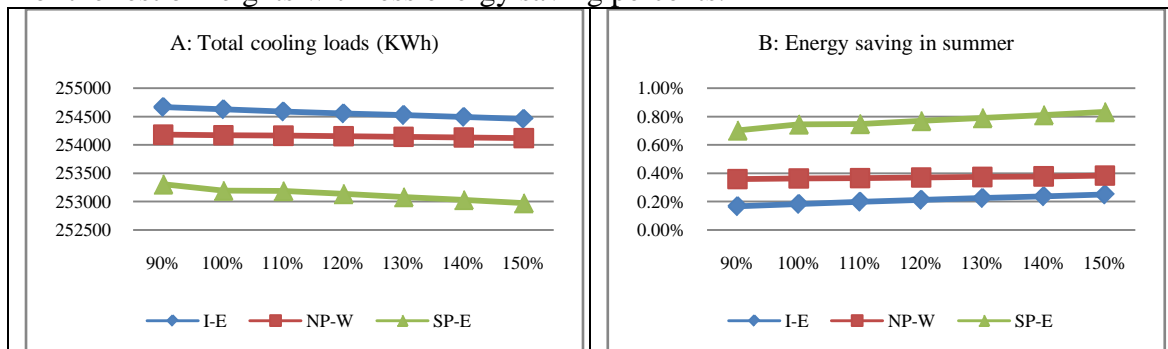 A: Total cooling loads (KWh)
255000
254500
254000
253500
253000
252500
90% 100% 110% 120% 130% 140% 150%
I-E NP-W SP-E
B: Energy saving in summer
1.00%
0.80%
0.60%
0.40%
0.20%
0.00%
90% 100% 110% 120% 130% 140% 150%
I-E NP-W SP-E